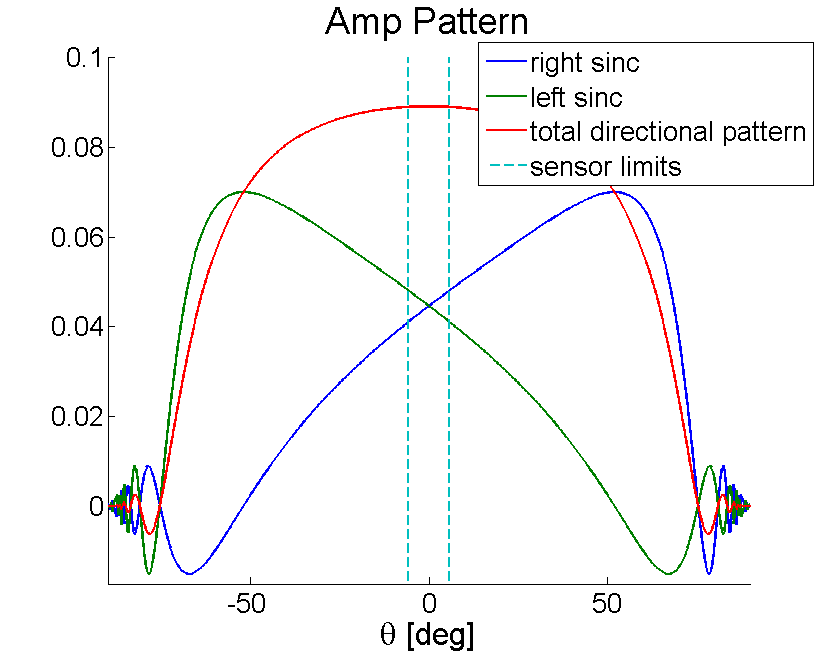 Amp Pattern
right sinc
left sinc
total directional pattern
sensor limits
0.1
0.08
0.06
0.04
0.02
0
-50
0
50
θ [deg]